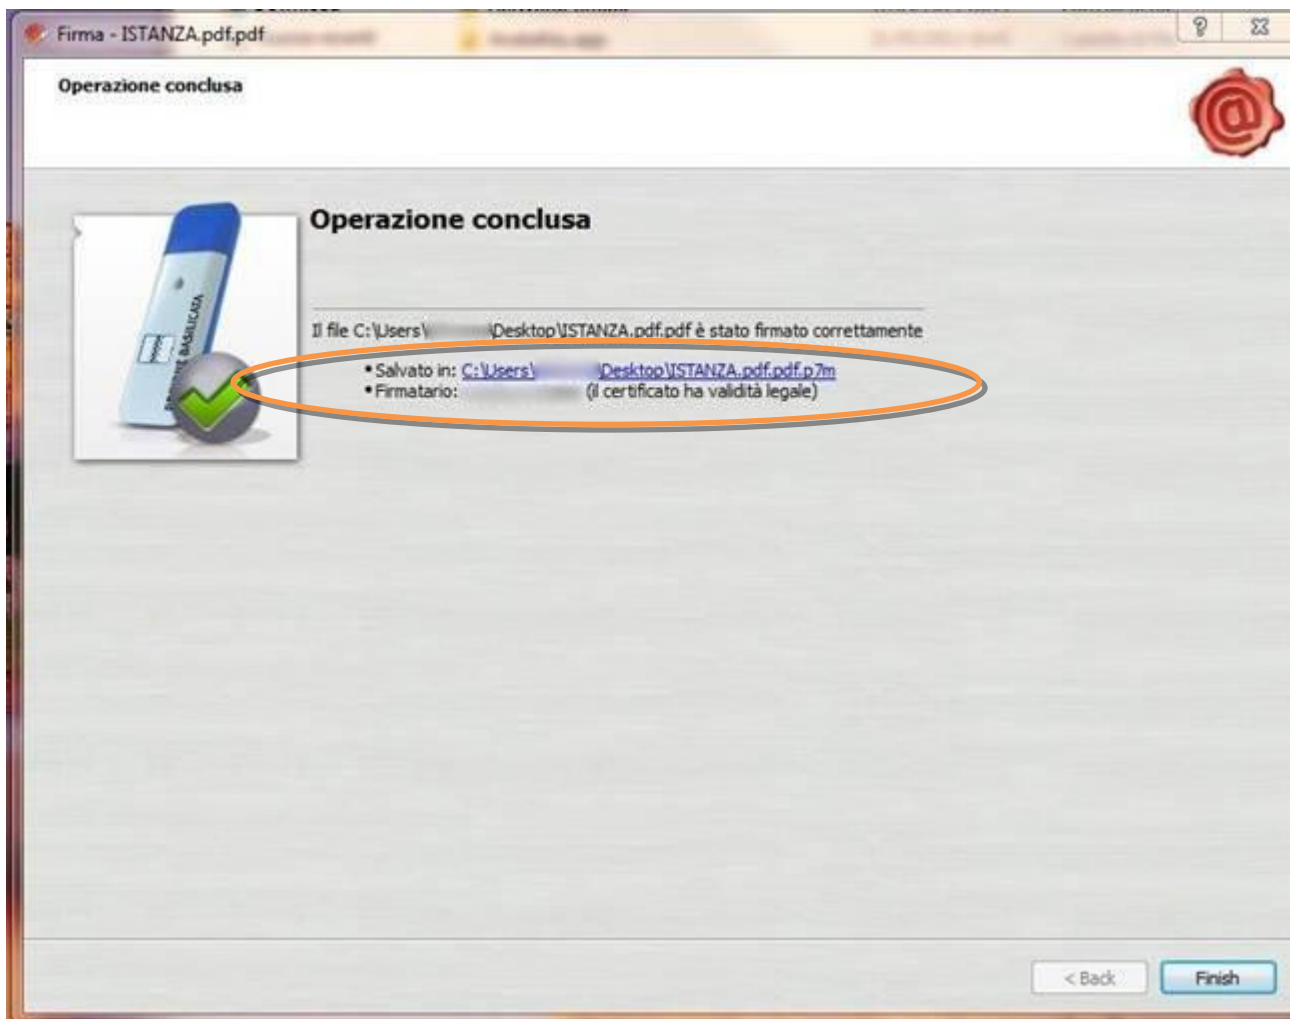 Firma - ISTANZA.pdf.pdf
Operazione conclusa
Operazione conclusa
BASILICATA
Il file C:\Users\ \Desktop\ISTANZA.pdf.pdf è stato firmato correttamente
•Salvato in: C:\Users\ \Desktop\ISTANZA.pdf.pdf.p7m
•Firmatario: (il certificato ha validità legale)
< Back Finish